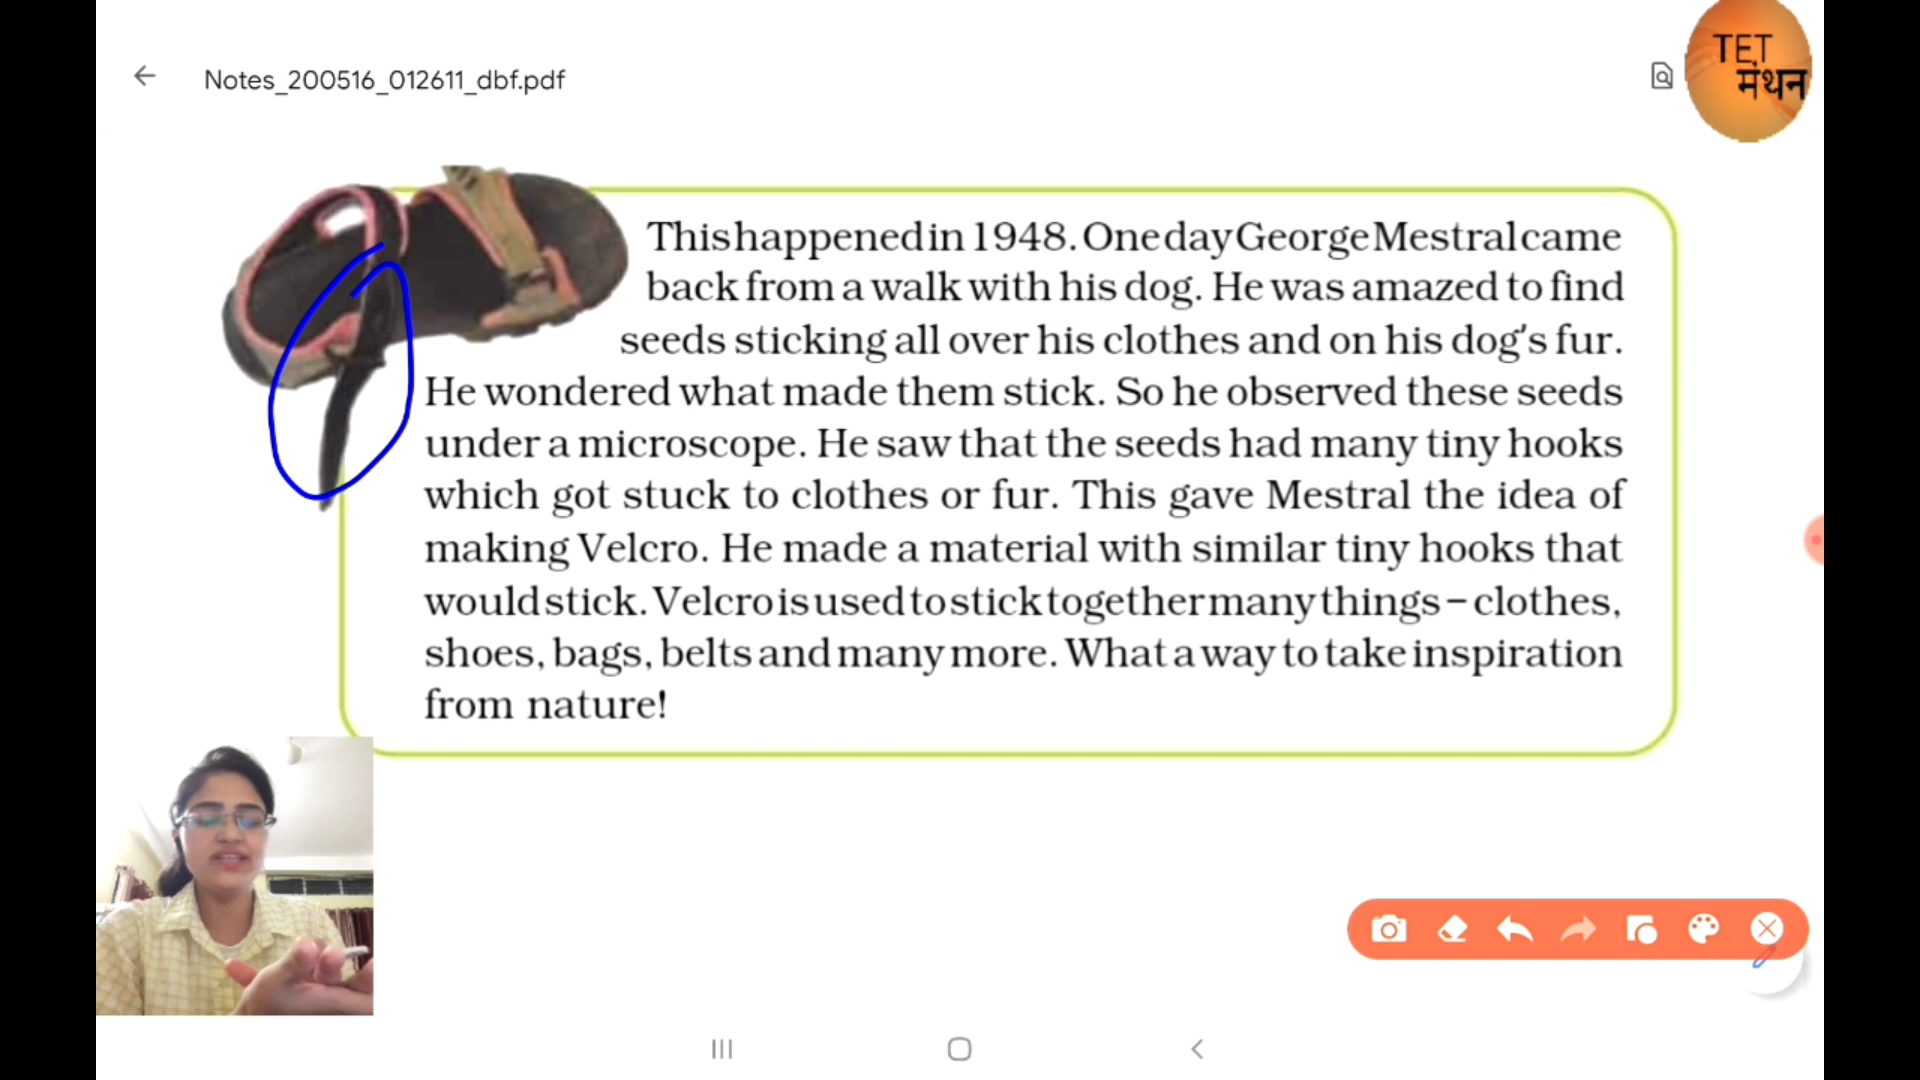 Notes_200516_012611_dbf.pdf
TET
मंथन
This happened in 1948. One day George Mestral came
back from a walk with his dog. He was amazed to find
seeds sticking all over his clothes and on his dog's fur.
He wondered what made them stick. So he observed these seeds
under a microscope. He saw that the seeds had many tiny hooks
which got stuck to clothes or fur. This gave Mestral the idea of
making Velcro. He made a material with similar tiny hooks that
would stick. Velcro is used to stick together many things – clothes,
shoes, bags, belts and many more. What a way to take inspiration
from nature!